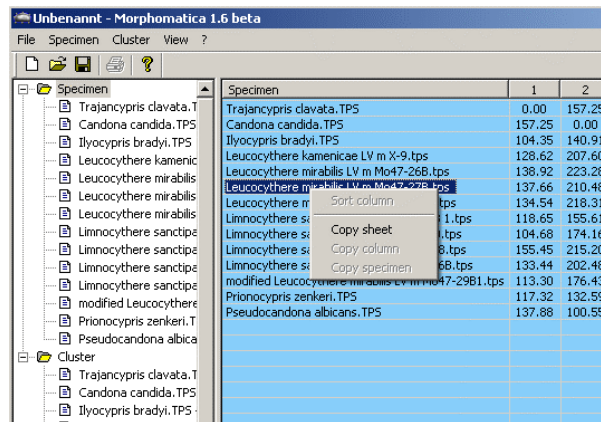 Unbenannt - Morphomatica 1.6 beta
File Specimen Cluster View ?
Specimen
Trajancypris clavata.T
Candona candida.TPS
Ilyocypris bradyi.TPS
Leucocythere kamenic
Leucocythere mirabilis
Leucocythere mirabilis
Leucocythere mirabilis
Limnocythere sanctipa
Limnocythere sanctipa
Limnocythere sanctipa
Limnocythere sanctipa
modified Leucocythere
Prionocypris zenkeri.T
Pseudocandona albica
Cluster
Trajancypris clavata.T
Candona candida.TPS
Ilyocypris bradyi.TPS
Specimen 1 2
Trajancypris clavata.TPS 0.00 157.25
Candona candida.TPS 157.25 0.00
Ilyocypris bradyi.TPS 104.35 140.91
Leucocythere kamenicae LV m X-9.tps 128.62 207.60
Leucocythere mirabilis LV m Mo47-26B.tps 138.92 223.28
Leucocythere mirabilis LV m Mo47-27B.tps 137.66 210.48
Leucocythere m .tps 134.54 218.31
Limnocythere sa 1.tps 118.65 155.61
Limnocythere sa .tps 104.68 174.16
Limnocythere sa 8.tps 155.45 215.20
Limnocythere sa 6B.tps 133.44 202.48
modified Leucocythere mirabilis LV m Mo47-29B1.tps 113.30 176.43
Prionocypris zenkeri.TPS 117.32 132.59
Pseudocandona albicans.TPS 137.88 100.55
Sort column
Copy sheet
Copy column
Copy specimen